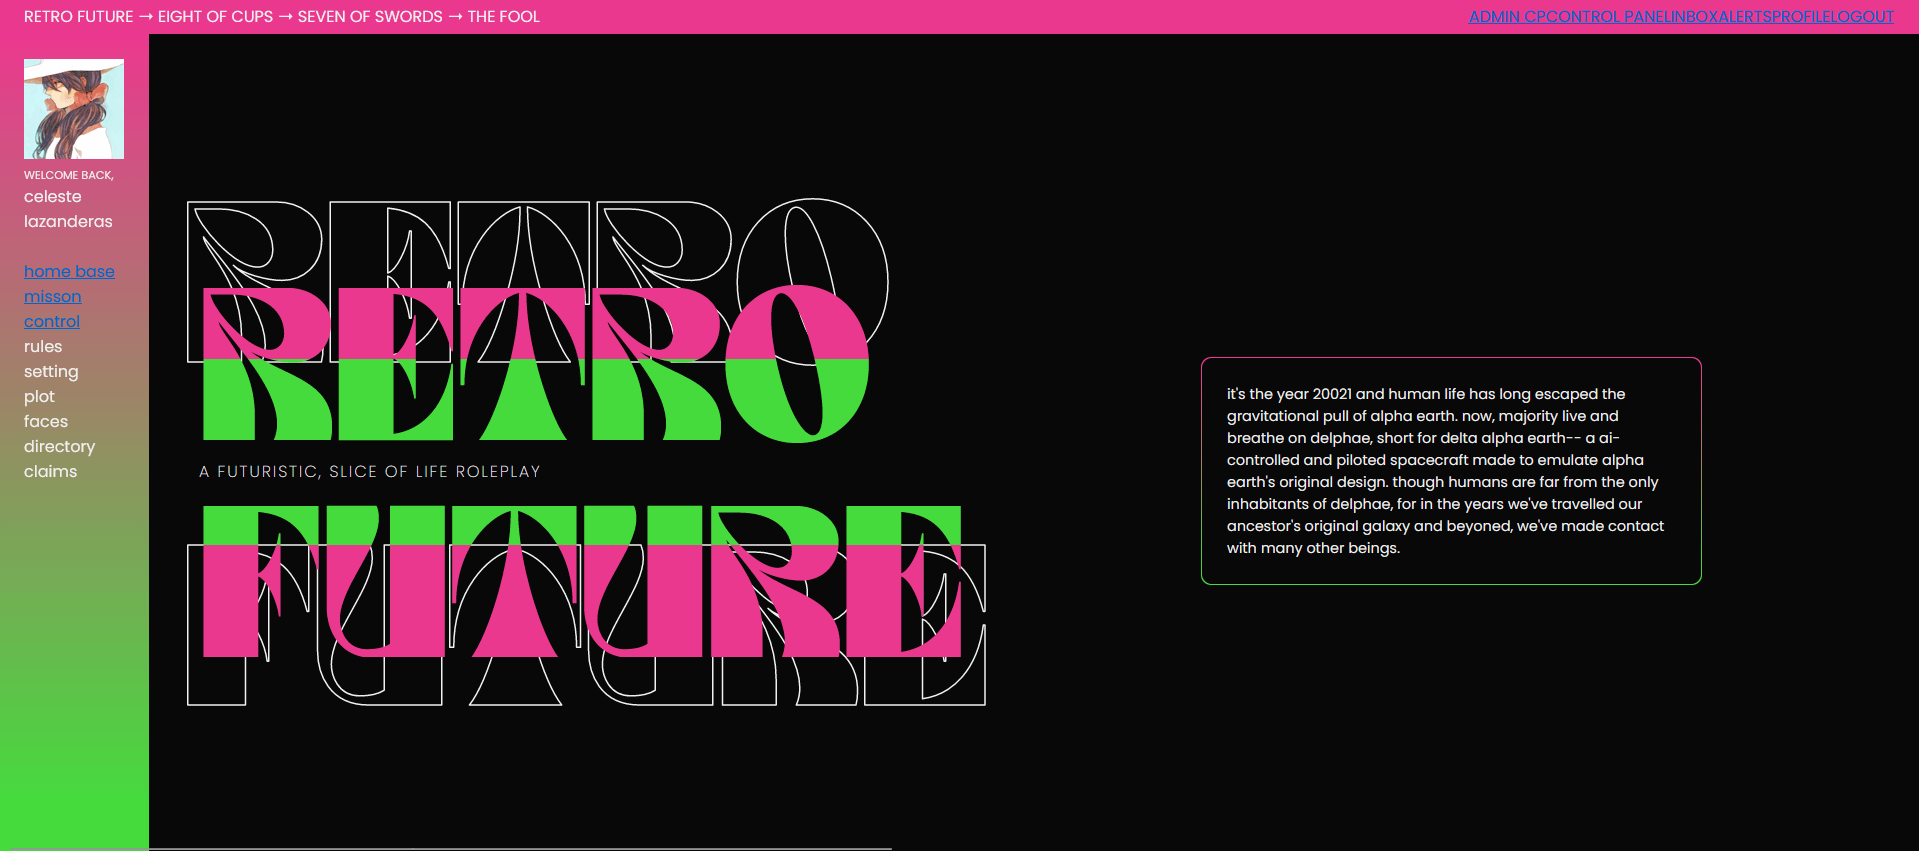 RETRO FUTURE → EIGHT OF CUPS → SEVEN OF SWORDS → THE FOOL
ADMIN CPCONTROL PANELINBOXALERTSPROFILELOGOUT
WELCOME BACK,
celeste
lazanderas
home base
misson
control
rules
setting
plot
faces
directory
claims
RETRO
RETRO
A FUTURISTIC, SLICE OF LIFE ROLEPLAY
FUTURE
FUTURE
it's the year 20021 and human life has long escaped the
gravitational pull of alpha earth. now, majority live and
breathe on delphae, short for delta alpha earth-- a ai-
controlled and piloted spacecraft made to emulate alpha
earth's original design. though humans are far from the only
inhabitants of delphae, for in the years we've travelled our
ancestor's original galaxy and beyoned, we've made contact
with many other beings.